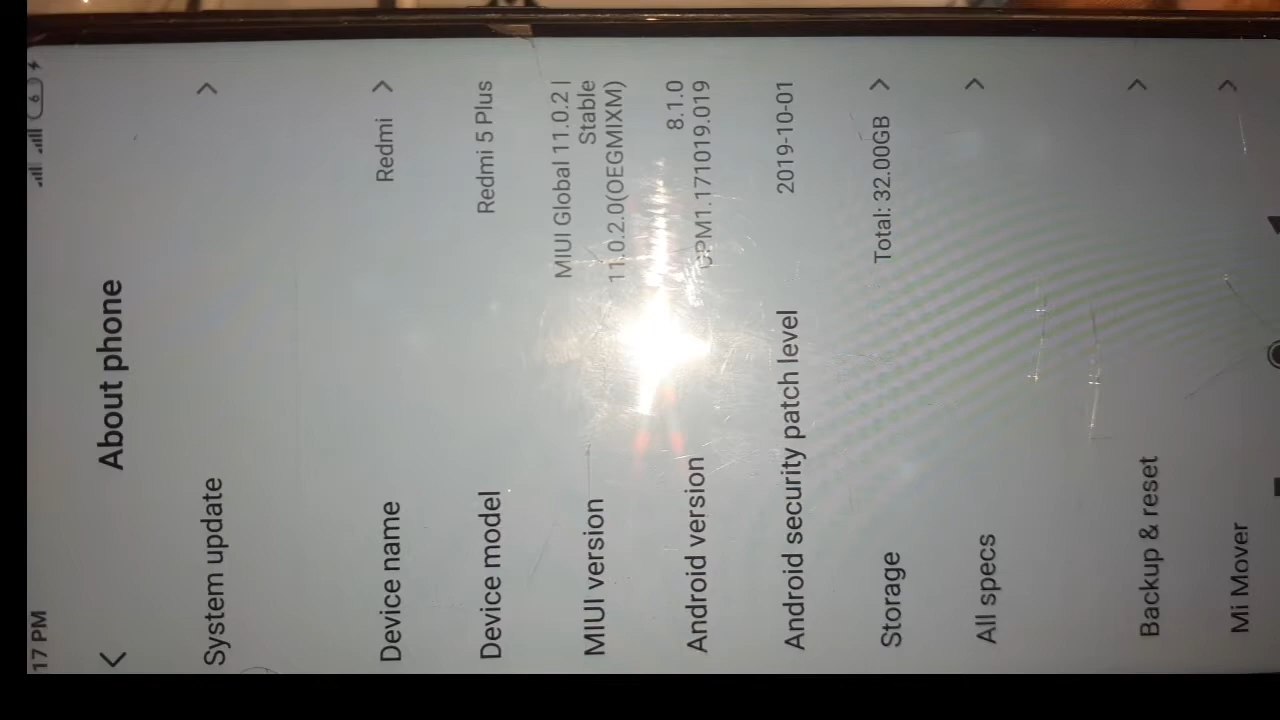 17 PM
6
About phone
System update
Device name Redmi
Device model Redmi 5 Plus
MIUI version MIUI Global 11.0.2 |
Stable
11.0.2.0(OEGMIXM)
Android version 8.1.0
PM1.171019.019
Android security patch level 2019-10-01
Storage Total: 32.00GB
All specs
Backup & reset
Mi Mover